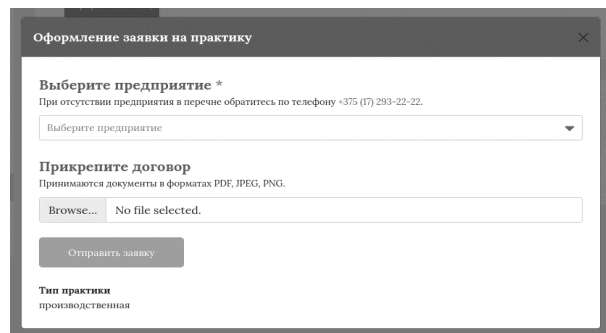 Оформление заявки на практику
Выберите предприятие *
При отсутствии предприятия в перечне обратитесь по телефону +375 (17) 293-22-22.
Выберите предприятие
Прикрепите договор
Принимаются документы в форматах PDF, JPEG, PNG.
Browse... No file selected.
Отправить заявку
Тип практики
производственная